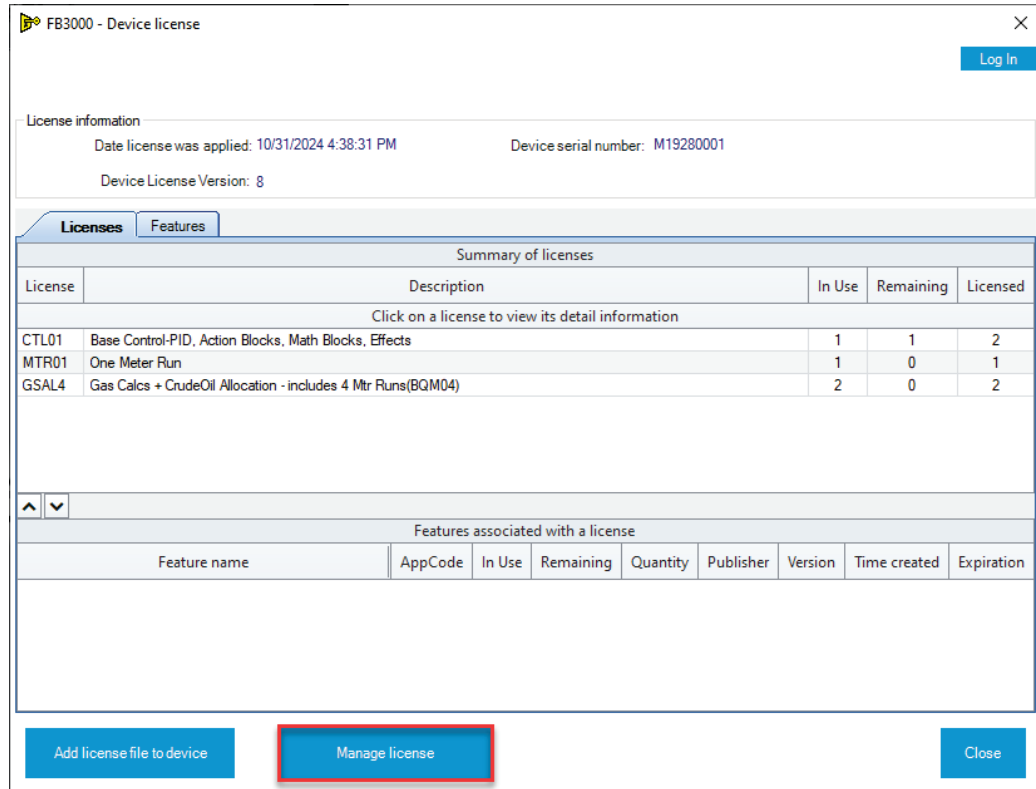 FB3000 - Device license
Log In
License information
Date license was applied: 10/31/2024 4:38:31 PM Device serial number: M19280001
Device License Version: 8
Licenses Features
Summary of licenses
License Description In Use Remaining Licensed
Click on a license to view its detail information
CTL01 Base Control-PID, Action Blocks, Math Blocks, Effects 1 1 2
MTR01 One Meter Run 1 0 1
GSAL4 Gas Calcs + CrudeOil Allocation - includes 4 Mtr Runs(BQM04) 2 0 2
Features associated with a license
Feature name AppCode In Use Remaining Quantity Publisher Version Time created Expiration
Add license file to device Manage license Close